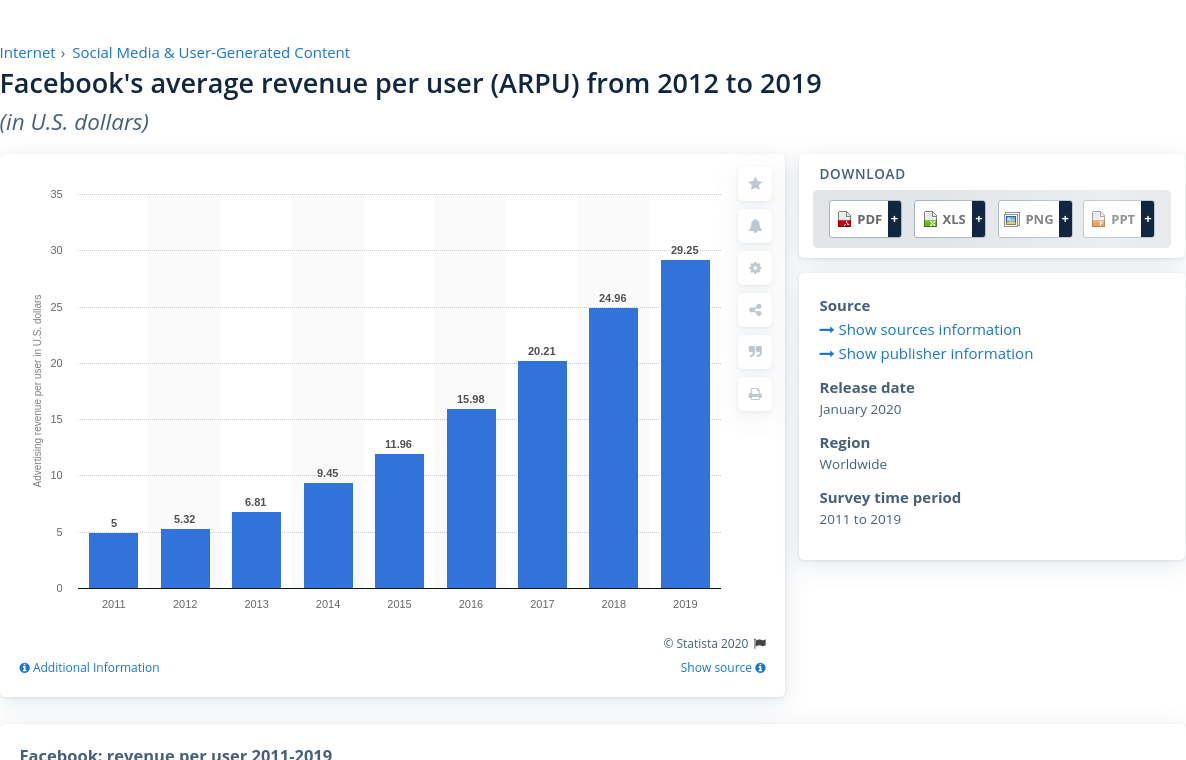 Internet › Social Media & User-Generated Content
Facebook's average revenue per user (ARPU) from 2012 to 2019
(in U.S. dollars)
Advertising revenue per user in U.S. dollars
35
30
25
20
15
10
5
0
5
5.32
6.81
9.45
11.96
15.98
20.21
24.96
29.25
2011 2012 2013 2014 2015 2016 2017 2018 2019
© Statista 2020
Additional Information
Show source
DOWNLOAD
PDF + XLS + PNG + PPT +
Source
Show sources information
Show publisher information
Release date
January 2020
Region
Worldwide
Survey time period
2011 to 2019
Facebook: revenue per user 2011-2019